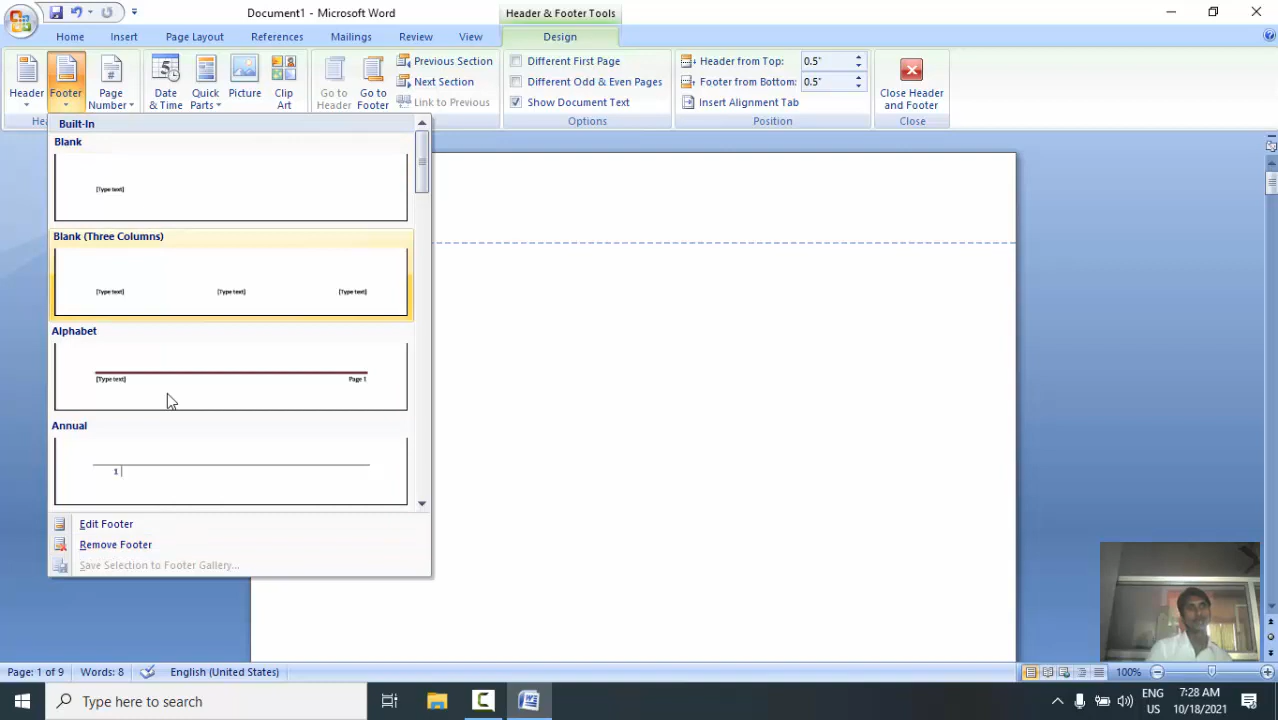 Document1 - Microsoft Word
Header & Footer Tools
Home Insert Page Layout References Mailings Review View Design
Header
Footer
Page Number
Date & Time
Quick Parts
Picture
Clip Art
Go to Header
Go to Footer
Previous Section
Next Section
Link to Previous
Different First Page
Different Odd & Even Pages
Show Document Text
Options
Header from Top: 0.5"
Footer from Bottom: 0.5"
Insert Alignment Tab
Position
Close Header and Footer
Close
Built-In
Blank
[Type text]
Blank (Three Columns)
[Type text] [Type text] [Type text]
Alphabet
[Type text] Page 1
Annual
1
Edit Footer
Remove Footer
Save Selection to Footer Gallery...
Page: 1 of 9 Words: 8 English (United States) 100%
Type here to search
ENG
IN
7:28 AM
10/18/2021